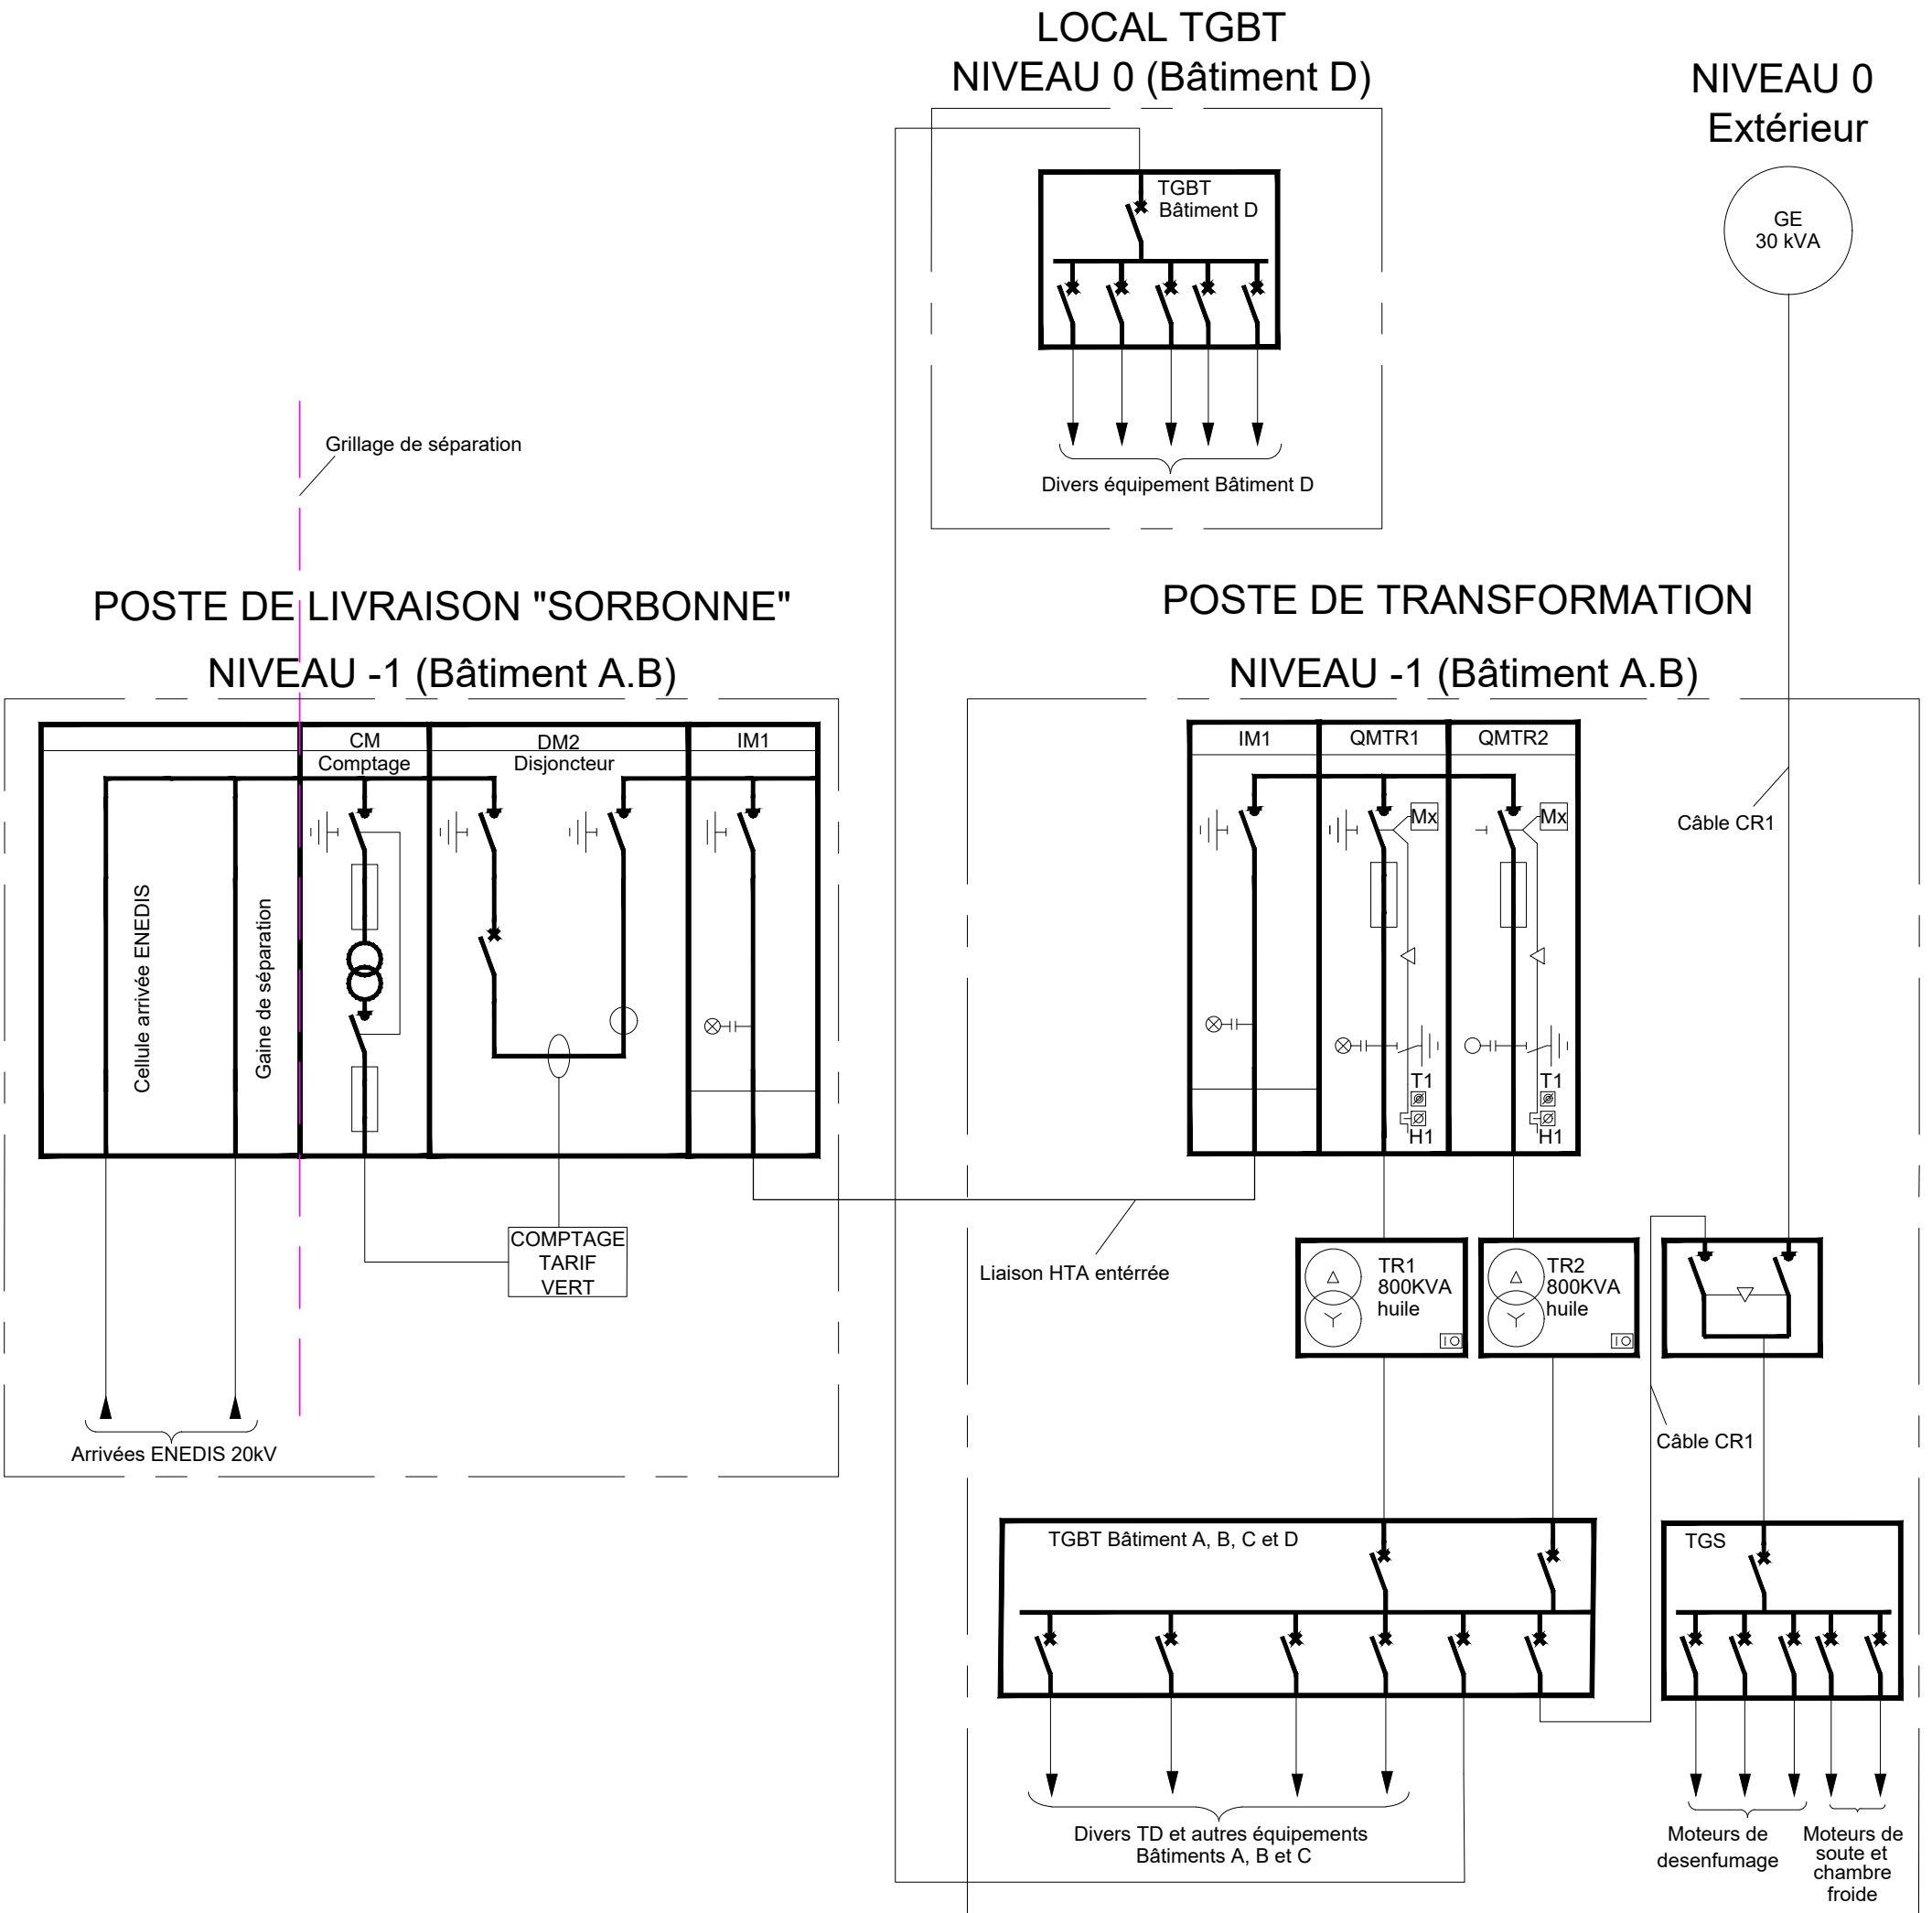 LOCAL TGBT
NIVEAU 0 (Bâtiment D)
NIVEAU 0
Extérieur
TGBT
Bâtiment D
GE
30 kVA
Grillage de séparation
Divers équipement Bâtiment D
POSTE DE LIVRAISON "SORBONNE"
NIVEAU -1 (Bâtiment A.B)
POSTE DE TRANSFORMATION
NIVEAU -1 (Bâtiment A.B)
CM
Comptage
DM2
Disjoncteur
IM1
Cellule arrivée ENEDIS
Gaine de séparation
IM1
QMTR1
QMTR2
Mx
Mx
T1
H1
T1
H1
Câble CR1
COMPTAGE
TARIF
VERT
Liaison HTA entérrée
TR1
800KVA
huile
TR2
800KVA
huile
Arrivées ENEDIS 20kV
Câble CR1
TGBT Bâtiment A, B, C et D
TGS
Divers TD et autres équipements
Bâtiments A, B et C
Moteurs de
desenfumage
Moteurs de
soute et
chambre
froide